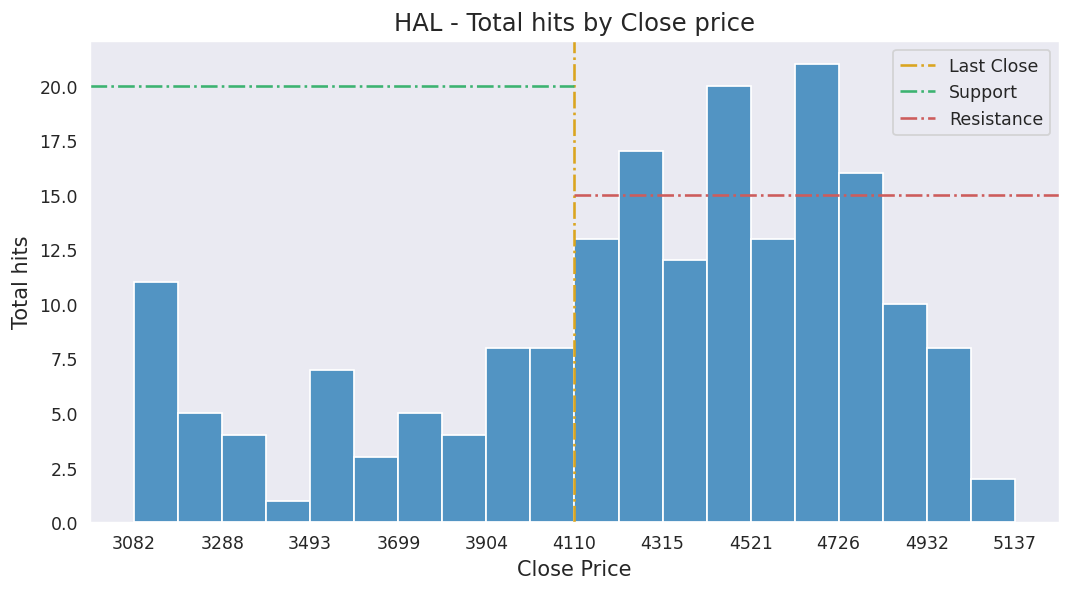 HAL - Total hits by Close price
Last Close
Support
Resistance
Total hits
20.0
17.5
15.0
12.5
10.0
7.5
5.0
2.5
0.0
3082 3288 3493 3699 3904 4110 4315 4521 4726 4932 5137
Close Price